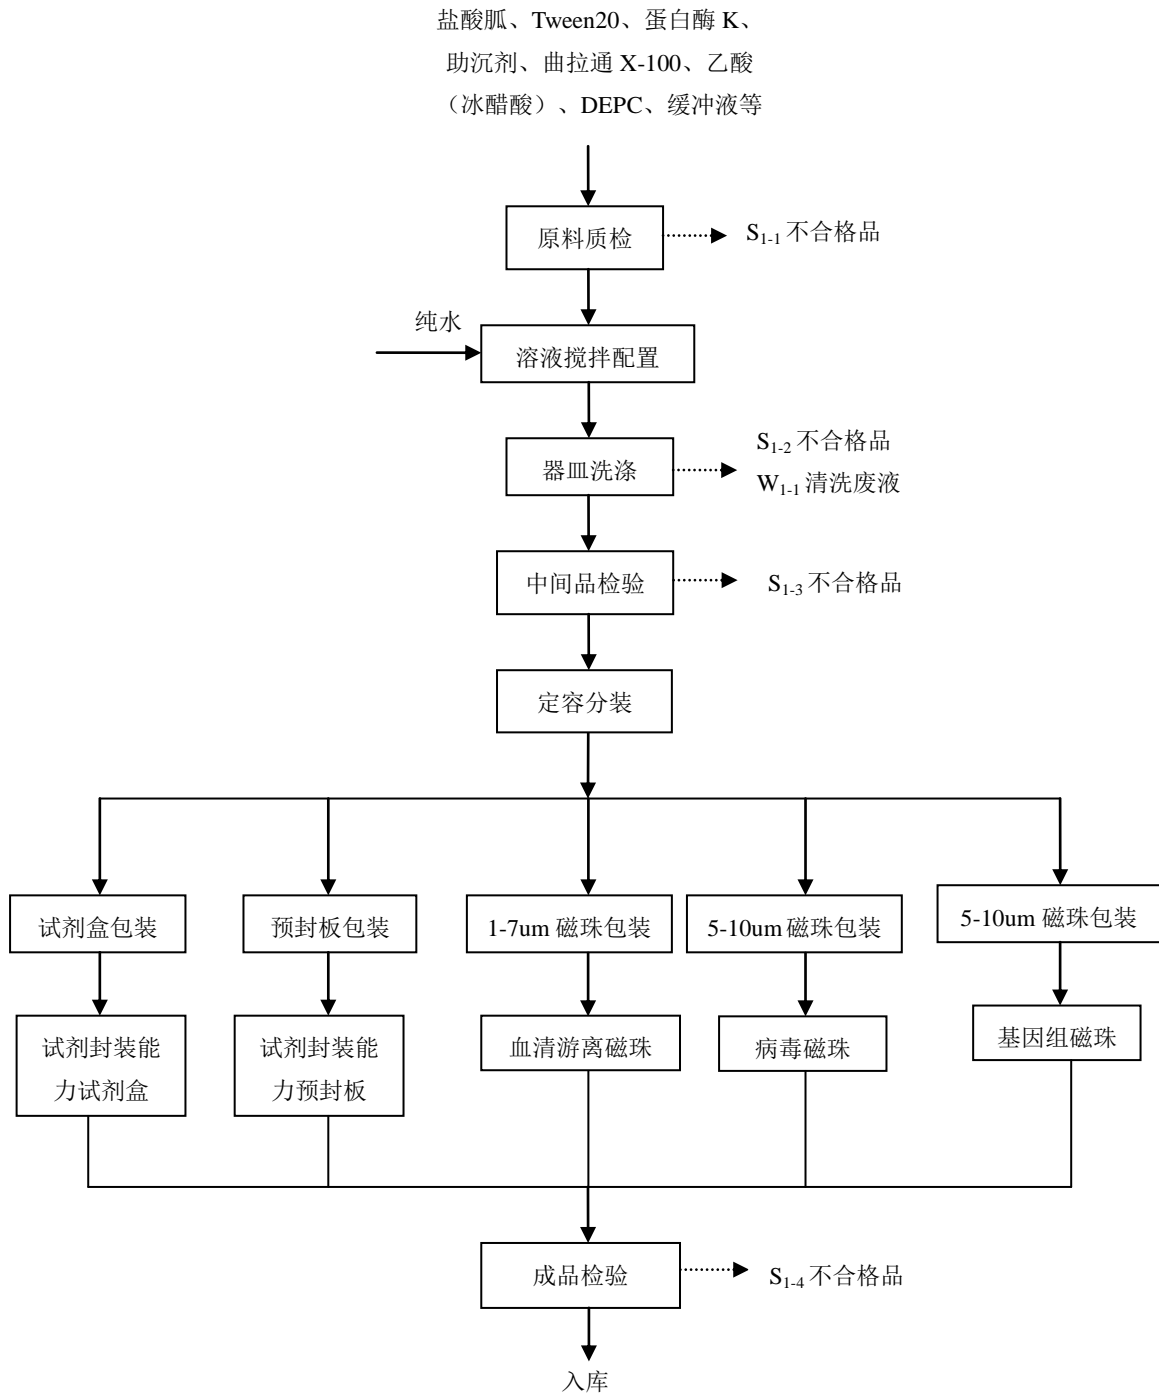 盐酸胍、Tween20、蛋白酶 K、
助沉剂、曲拉通 X-100、乙酸
（冰醋酸）、DEPC、缓冲液等
原料质检
S1-1 不合格品
纯水
溶液搅拌配置
器皿洗涤
S1-2 不合格品
W1-1 清洗废液
中间品检验
S1-3 不合格品
定容分装
试剂盒包装
预封板包装
1-7um 磁珠包装
5-10um 磁珠包装
5-10um 磁珠包装
试剂封装能
力试剂盒
试剂封装能
力预封板
血清游离磁珠
病毒磁珠
基因组磁珠
成品检验
S1-4 不合格品
入库